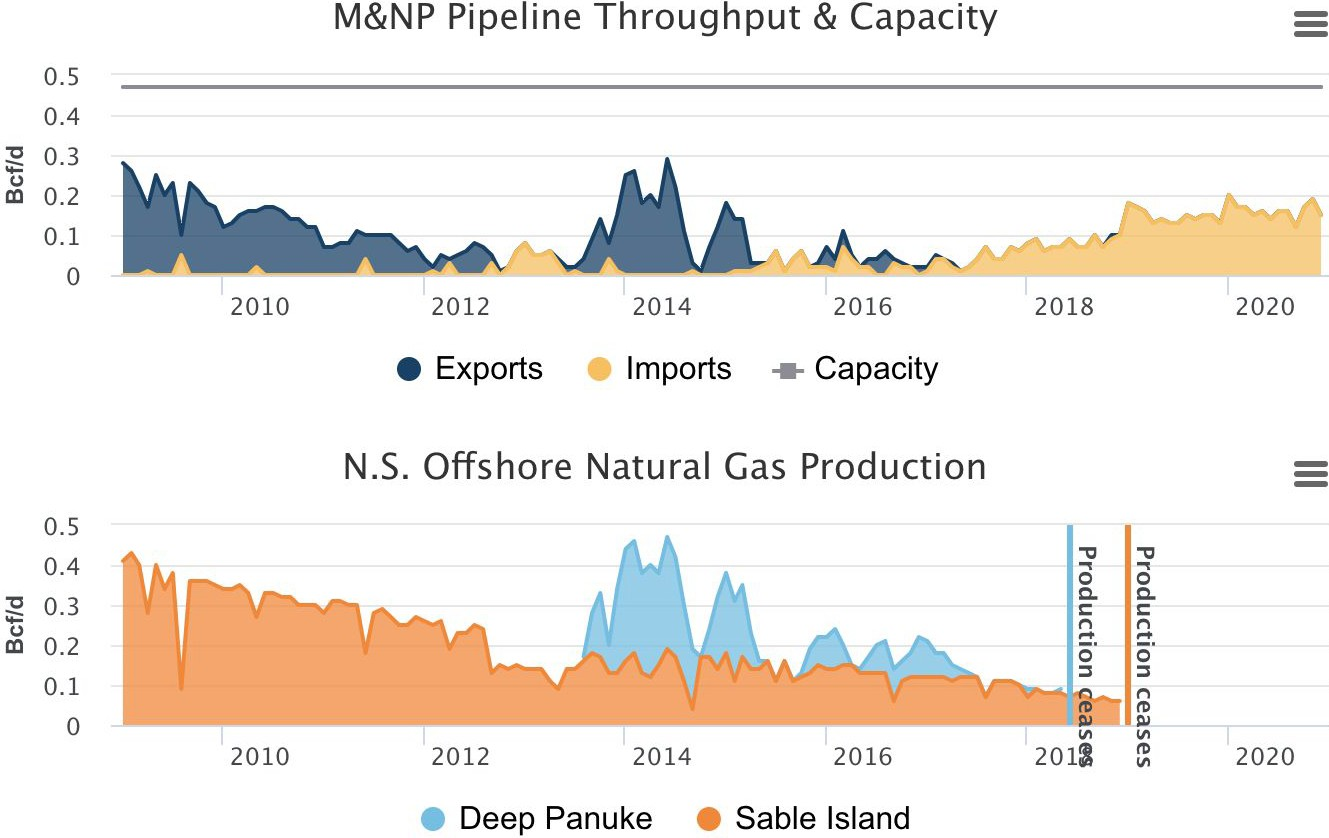 M&NP Pipeline Throughput & Capacity
Bcf/d
0.5
0.4
0.3
0.2
0.1
0
2010 2012 2014 2016 2018 2020
Exports Imports Capacity
N.S. Offshore Natural Gas Production
Bcf/d
0.5
0.4
0.3
0.2
0.1
0
Production ceases
Production ceases
2010 2012 2014 2016 2018 2020
Deep Panuke Sable Island